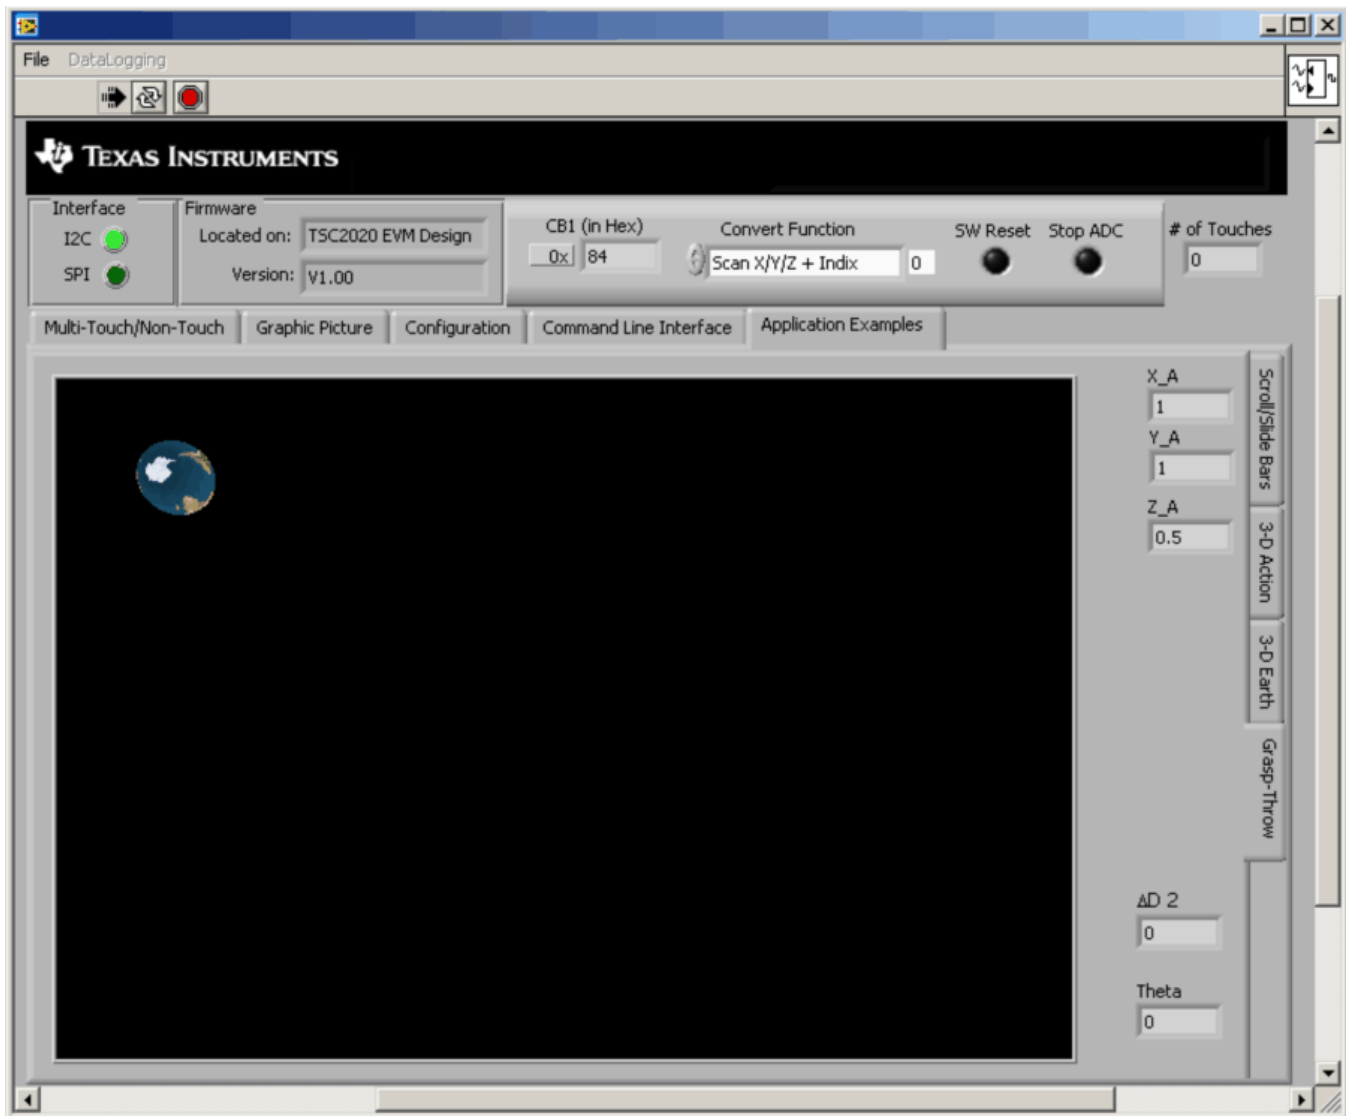 File DataLogging
TEXAS INSTRUMENTS
Interface
I2C
SPI
Firmware
Located on: TSC2020 EVM Design
Version: V1.00
CB1 (in Hex)
0x 84
Convert Function
Scan X/Y/Z + Indix 0
SW Reset
Stop ADC
# of Touches
0
Multi-Touch/Non-Touch Graphic Picture Configuration Command Line Interface Application Examples
X_A
1
Y_A
1
Z_A
0.5
ΔD 2
0
Theta
0
Scroll/Slide Bars
3-D Action
3-D Earth
Grasp-Throw